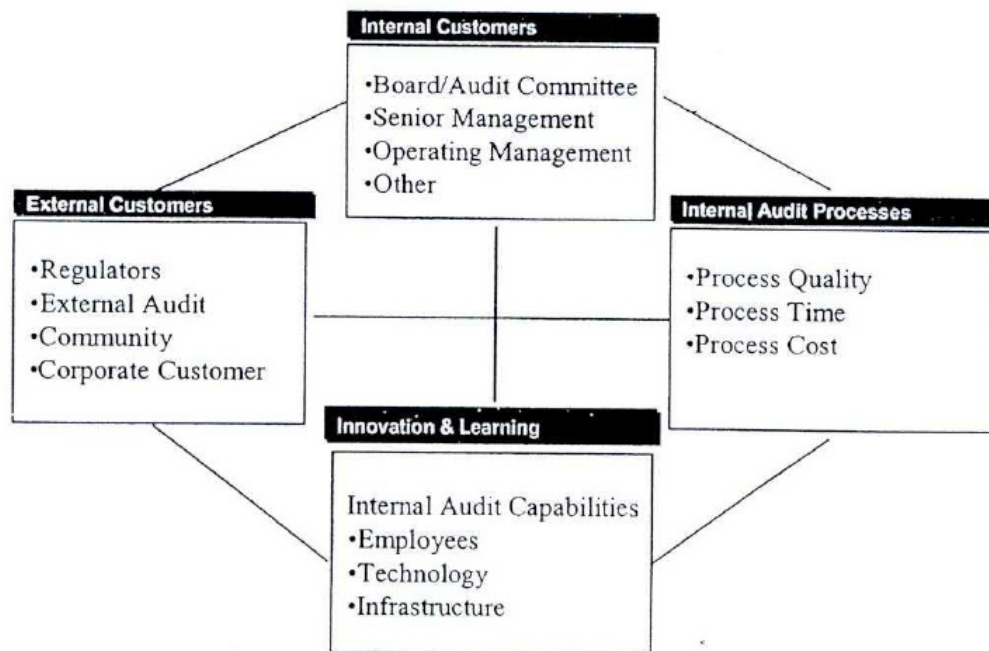 Internal Customers
•Board/Audit Committee
•Senior Management
•Operating Management
•Other
External Customers
•Regulators
•External Audit
•Community
•Corporate Customer
Internal Audit Processes
•Process Quality
•Process Time
•Process Cost
Innovation & Learning
Internal Audit Capabilities
•Employees
•Technology
•Infrastructure